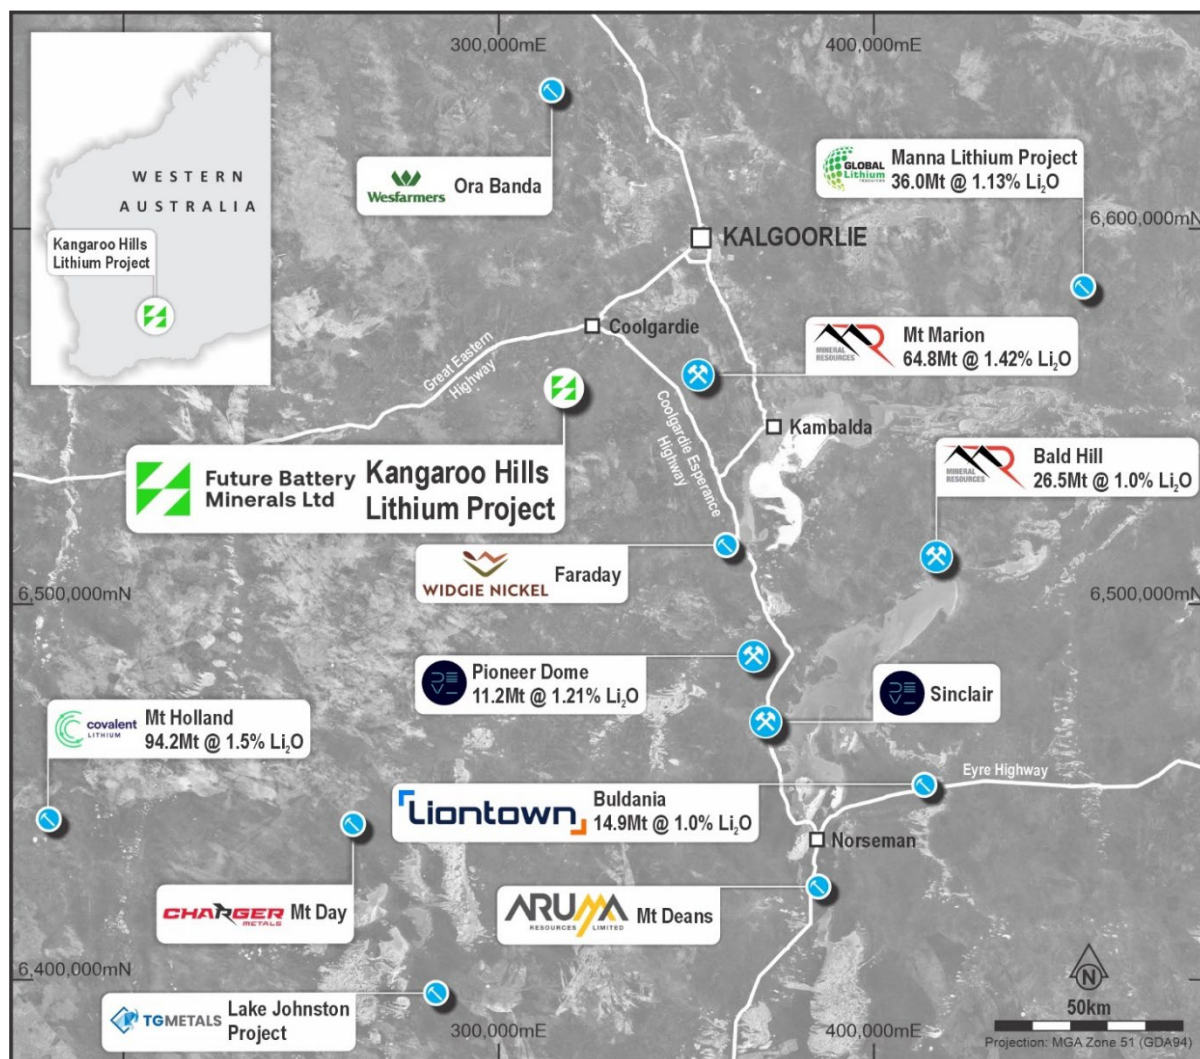 300,000mE
400,000mE
WESTERN
AUSTRALIA
Kangaroo Hills
Lithium Project
Wesfarmers
Ora Banda
GLOBAL
Lithium
Manna Lithium Project
36.0Mt @ 1.13% Li₂O
6,600,000mN
KALGOORLIE
Coolgardie
Great Eastern
Highway
MINERAL
RESOURCES
Mt Marion
64.8Mt @ 1.42% Li₂O
Coolgardie Esperance
Highway
Kambalda
Future Battery
Minerals Ltd
Kangaroo Hills
Lithium Project
MINERAL
RESOURCES
Bald Hill
26.5Mt @ 1.0% Li₂O
WIDGIE NICKEL
Faraday
6,500,000mN
6,500,000mN
Pioneer Dome
11.2Mt @ 1.21% Li₂O
Sinclair
covalent
LITHIUM
Mt Holland
94.2Mt @ 1.5% Li₂O
Eyre Highway
Liontown
Buldania
14.9Mt @ 1.0% Li₂O
Norseman
CHARGER
METALS
Mt Day
ARUMA
RESOURCES LIMITED
Mt Deans
6,400,000mN
TGMETALS
Lake Johnston
Project
300,000mE
400,000mE
N
50km
Projection: MGA Zone 51 (GDA94)